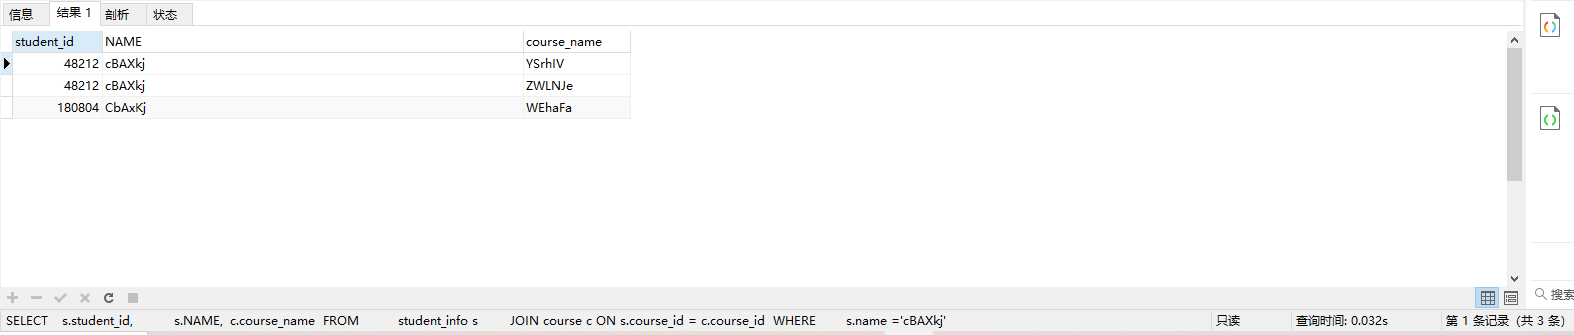 信息 结果 1 剖析 状态
student_id NAME course_name
48212 cBAXkj YSrhIV
48212 cBAXkj ZWLNJe
180804 CbAxKj WEhaFa
搜索
SELECT s.student_id, s.NAME, c.course_name FROM student_info s JOIN course c ON s.course_id = c.course_id WHERE s.name ='cBAXkj' 只读 查询时间: 0.032s 第 1 条记录 (共 3 条)